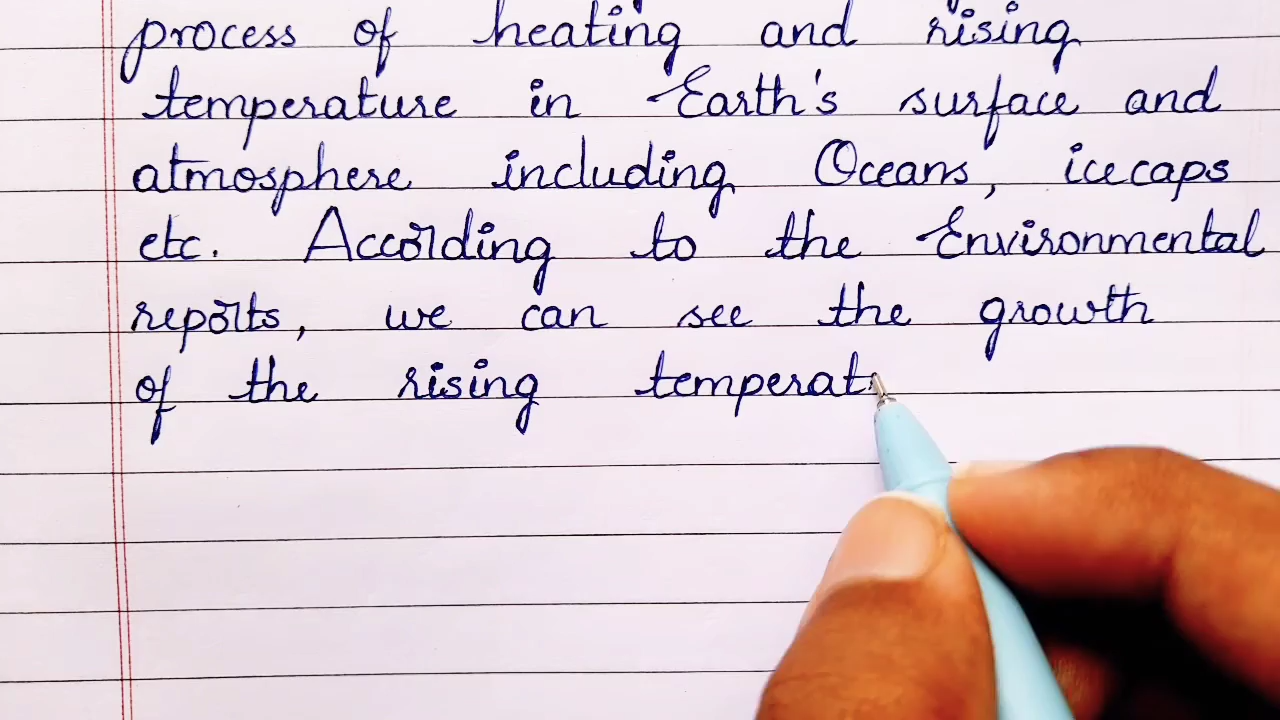 process of heating and rising
temperature in Earth's surface and
atmosphere including Oceans, icecaps
etc. According to the Environmental
reports, we can see the growth
of the rising temperat